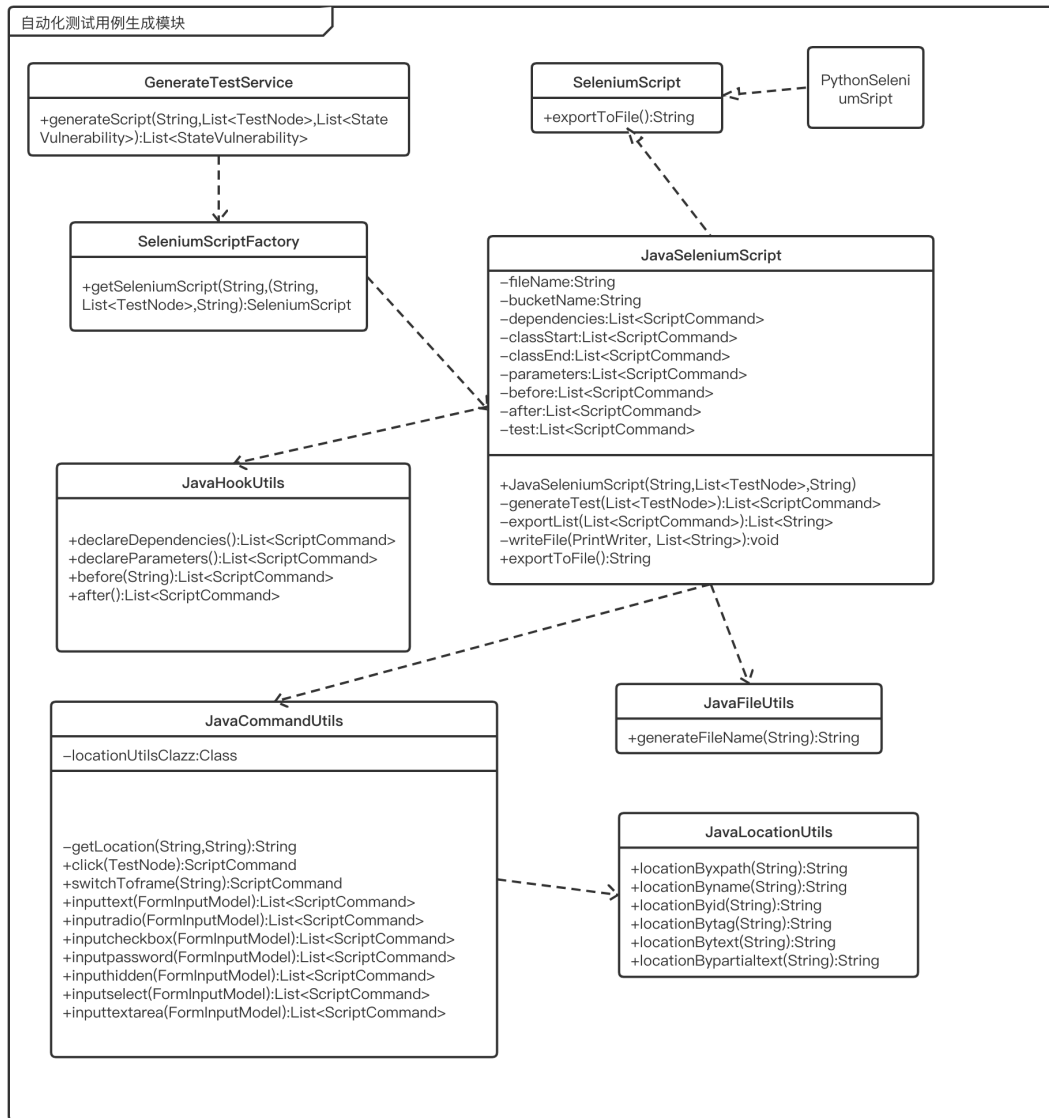 自动化测试用例生成模块
GenerateTestService
+generateScript(String,List<TestNode>,List<State
Vulnerability>):List<StateVulnerability>
SeleniumScript
+exportToFile():String
PythonSeleni
umSript
SeleniumScriptFactory
+getSeleniumScript(String,(String,
List<TestNode>,String):SeleniumScript
JavaSeleniumScript
-fileName:String
-bucketName:String
-dependencies:List<ScriptCommand>
-classStart:List<ScriptCommand>
-classEnd:List<ScriptCommand>
-parameters:List<ScriptCommand>
-before:List<ScriptCommand>
-after:List<ScriptCommand>
-test:List<ScriptCommand>
+JavaSeleniumScript(String,List<TestNode>,String)
-generateTest(List<TestNode>):List<ScriptCommand>
-exportList(List<ScriptCommand>):List<String>
-writeFile(PrintWriter, List<String>):void
+exportToFile():String
JavaHookUtils
+declareDependencies():List<ScriptCommand>
+declareParameters():List<ScriptCommand>
+before(String):List<ScriptCommand>
+after():List<ScriptCommand>
JavaCommandUtils
-locationUtilsClazz:Class
-getLocation(String,String):String
+click(TestNode):ScriptCommand
+switchToframe(String):ScriptCommand
+inputtext(FormInputModel):List<ScriptCommand>
+inputradio(FormInputModel):List<ScriptCommand>
+inputcheckbox(FormInputModel):List<ScriptCommand>
+inputpassword(FormInputModel):List<ScriptCommand>
+inputhidden(FormInputModel):List<ScriptCommand>
+inputselect(FormInputModel):List<ScriptCommand>
+inputtextarea(FormInputModel):List<ScriptCommand>
JavaFileUtils
+generateFileName(String):String
JavaLocationUtils
+locationByxpath(String):String
+locationByname(String):String
+locationByid(String):String
+locationBytag(String):String
+locationBytext(String):String
+locationBypartialtext(String):String